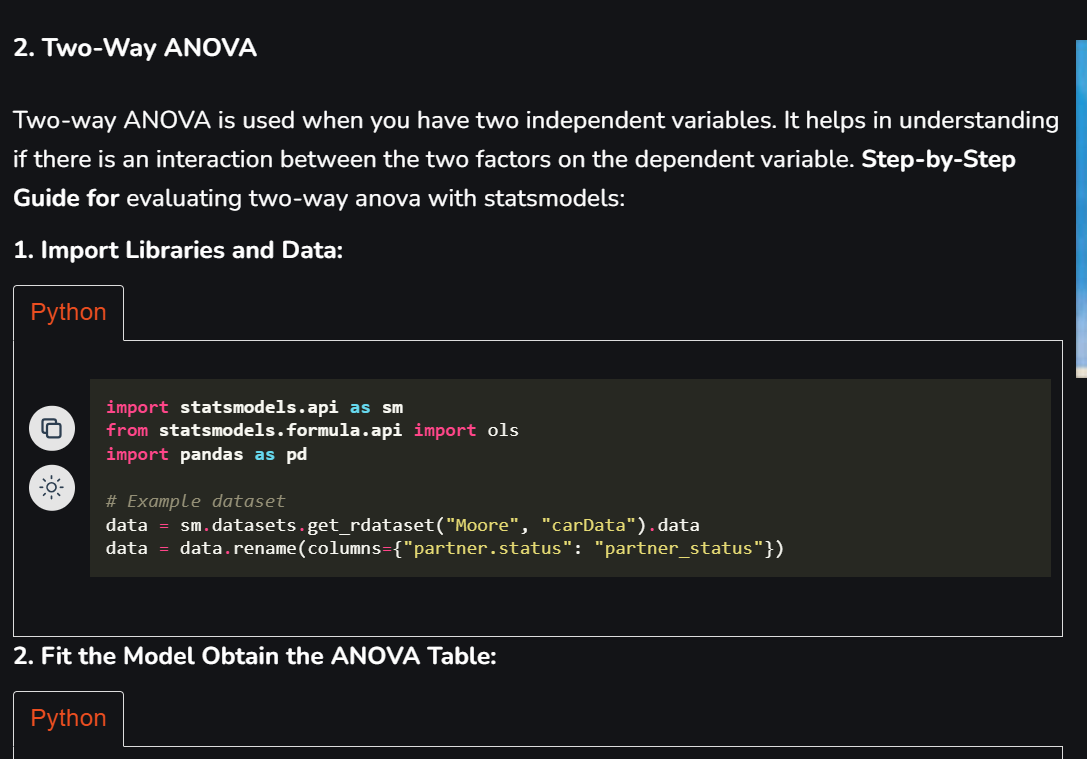 2. Two-Way ANOVA
Two-way ANOVA is used when you have two independent variables. It helps in understanding
if there is an interaction between the two factors on the dependent variable. Step-by-Step
Guide for evaluating two-way anova with statsmodels:
1. Import Libraries and Data:
Python
import statsmodels.api as sm
from statsmodels.formula.api import ols
import pandas as pd
# Example dataset
data = sm.datasets.get_rdataset("Moore", "carData").data
data = data.rename(columns={"partner.status": "partner_status"})
2. Fit the Model Obtain the ANOVA Table:
Python